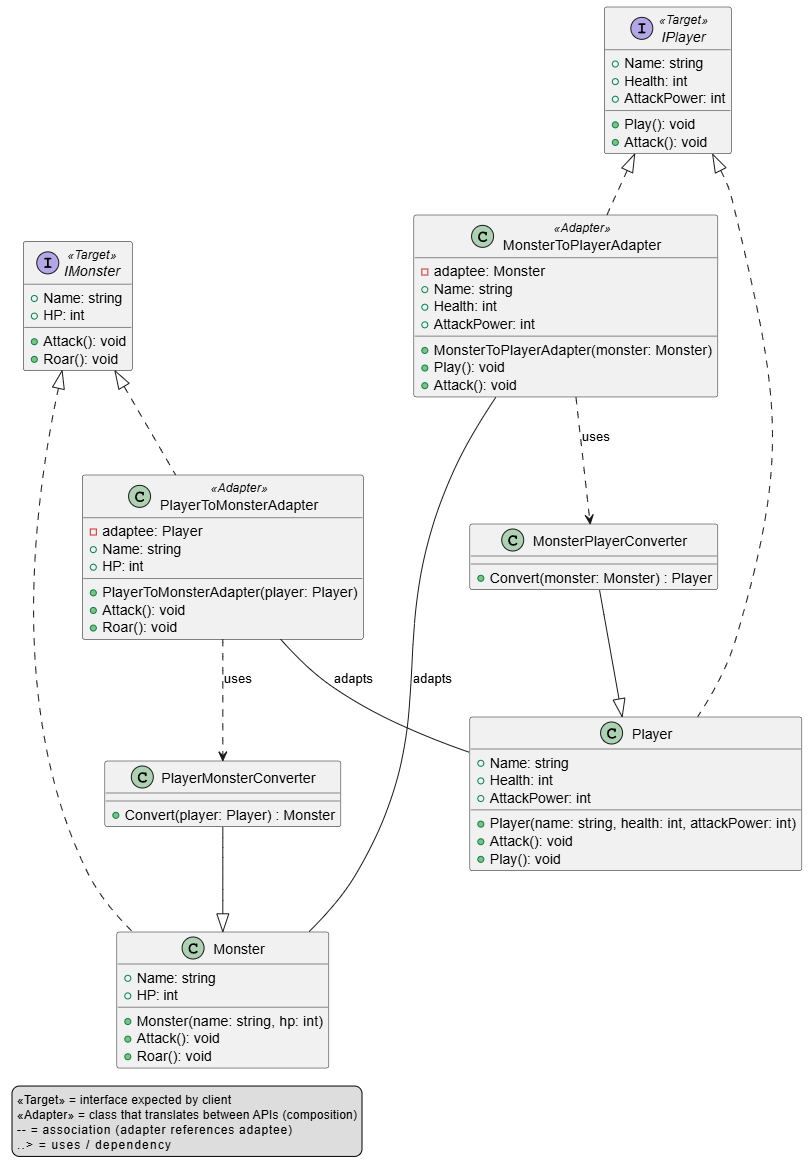 «Target»
I
IPlayer
Name: string
Health: int
AttackPower: int
Play(): void
Attack(): void
«Adapter»
C
MonsterToPlayerAdapter
adaptee: Monster
Name: string
Health: int
AttackPower: int
MonsterToPlayerAdapter(monster: Monster)
Play(): void
Attack(): void
«Target»
I
IMonster
Name: string
HP: int
Attack(): void
Roar(): void
uses
«Adapter»
C
PlayerToMonsterAdapter
adaptee: Player
Name: string
HP: int
PlayerToMonsterAdapter(player: Player)
Attack(): void
Roar(): void
C MonsterPlayerConverter
Convert(monster: Monster) : Player
uses
adapts
adapts
C Player
Name: string
Health: int
AttackPower: int
Player(name: string, health: int, attackPower: int)
Attack(): void
Play(): void
C PlayerMonsterConverter
Convert(player: Player) : Monster
C Monster
Name: string
HP: int
Monster(name: string, hp: int)
Attack(): void
Roar(): void
«Target» = interface expected by client
«Adapter» = class that translates between APIs (composition)
-- = association (adapter references adaptee)
..> = uses / dependency